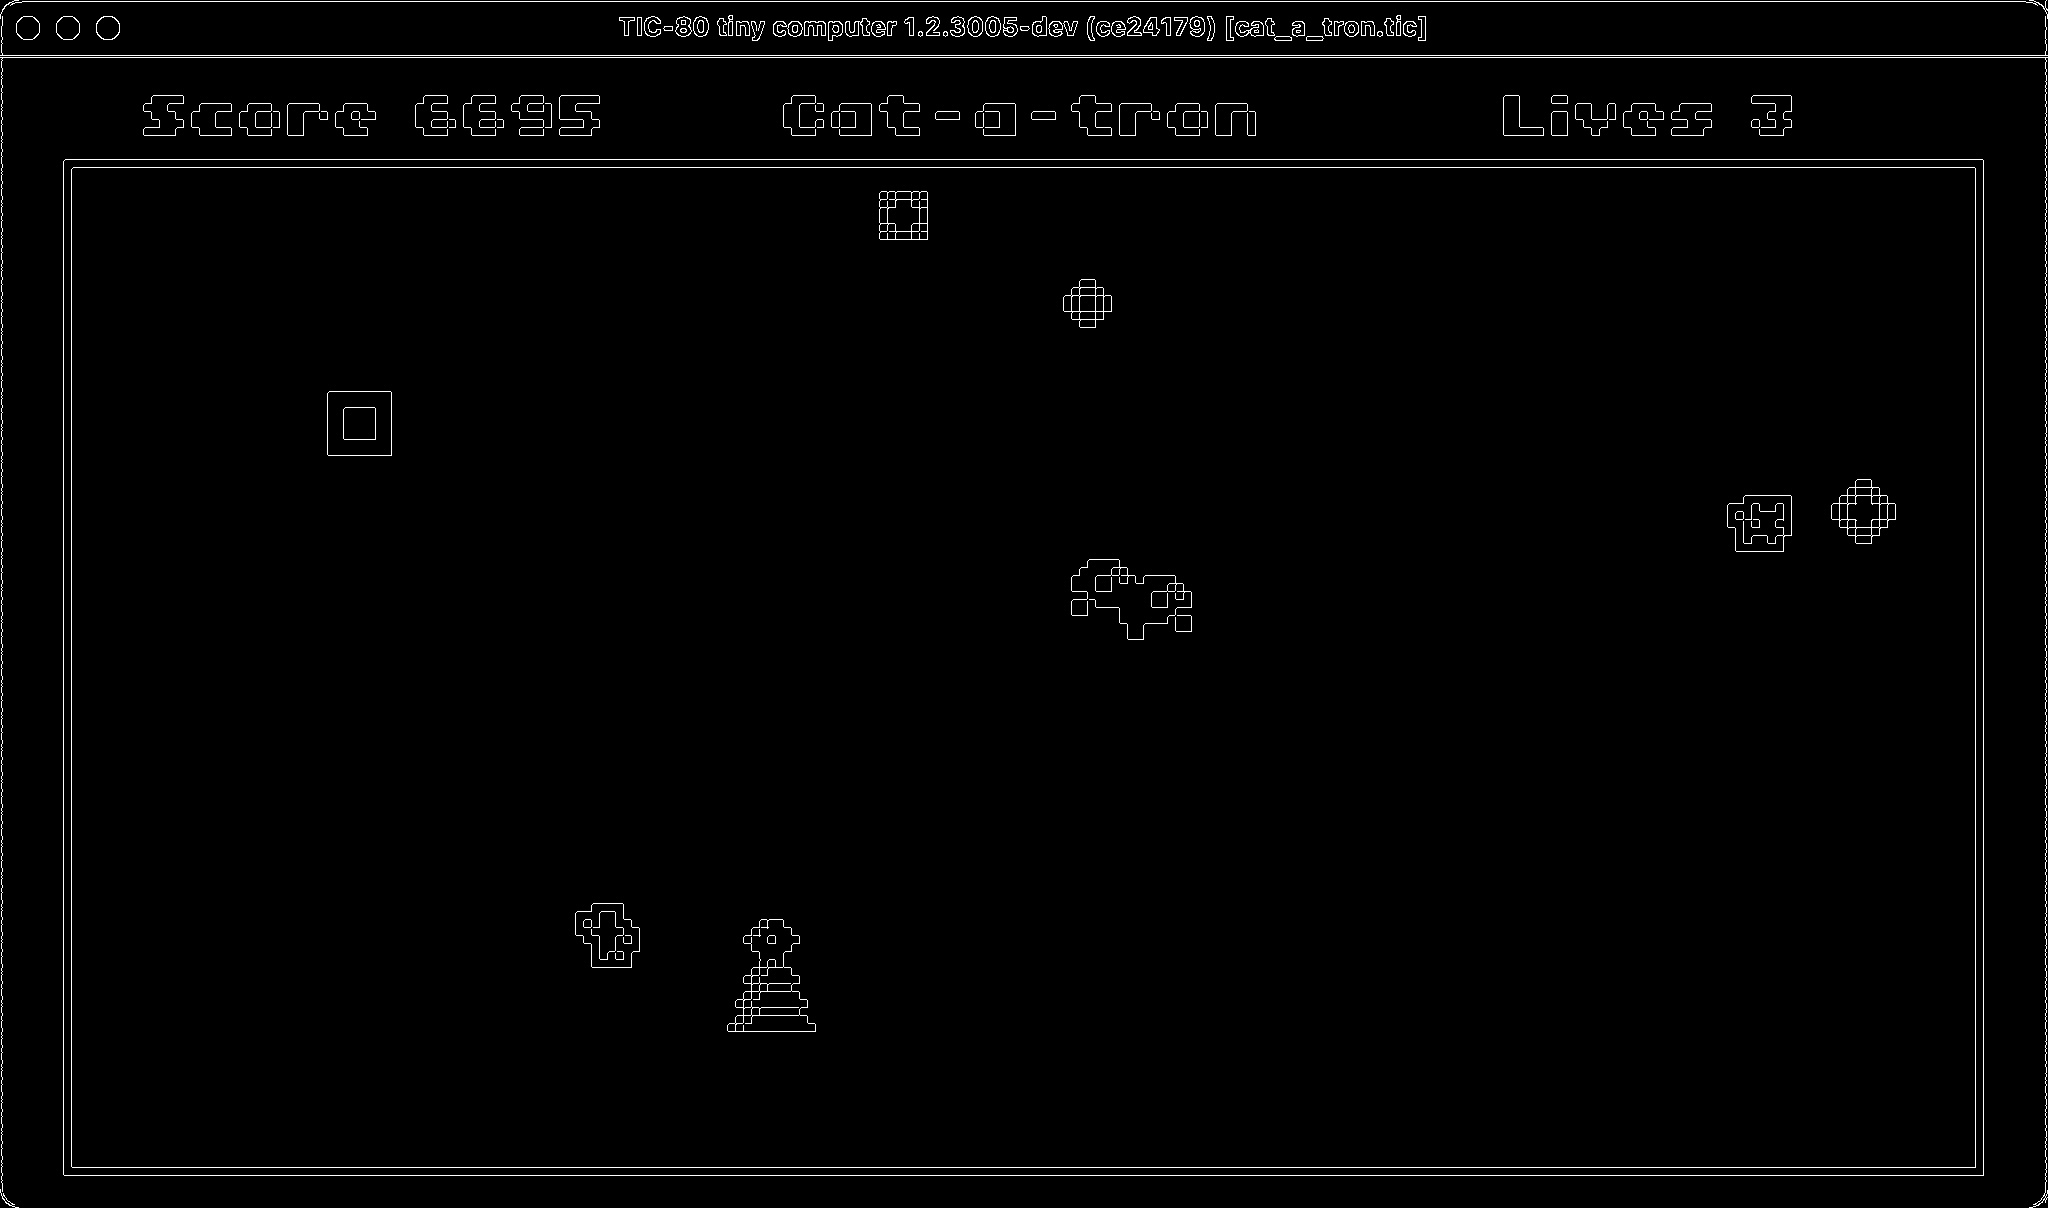 TIC-80 tiny computer 1.2.3005-dev (ce24179) [cat_a_tron.tic]
Score 6695 Cat-a-tron Lives 3